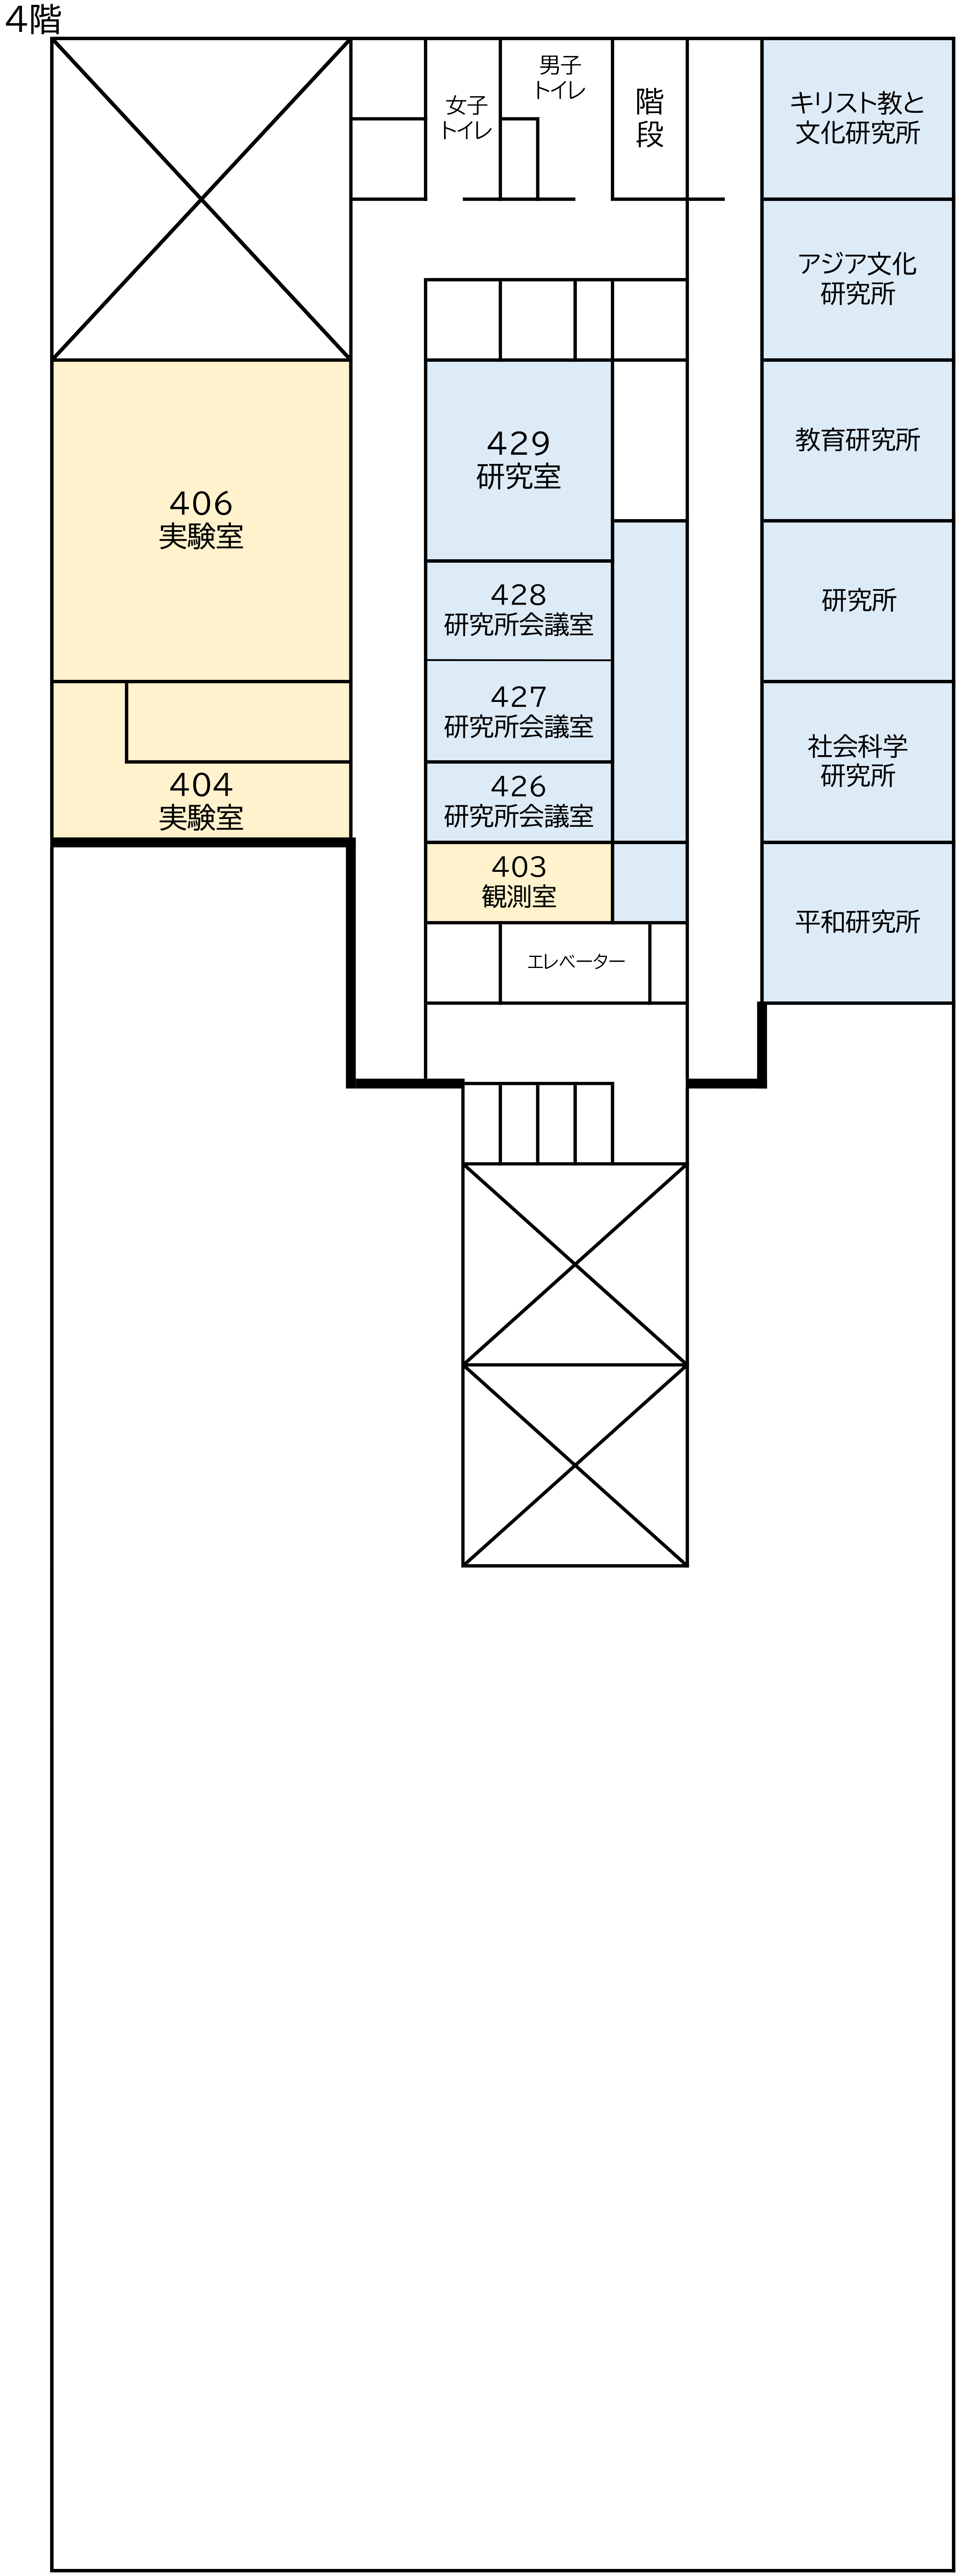 4階
女子
トイレ
男子
トイレ
階
段
キリスト教と
文化研究所
アジア文化
研究所
406
実験室
429
研究室
教育研究所
428
研究所会議室
研究所
427
研究所会議室
404
実験室
426
研究所会議室
社会科学
研究所
403
観測室
平和研究所
エレベーター